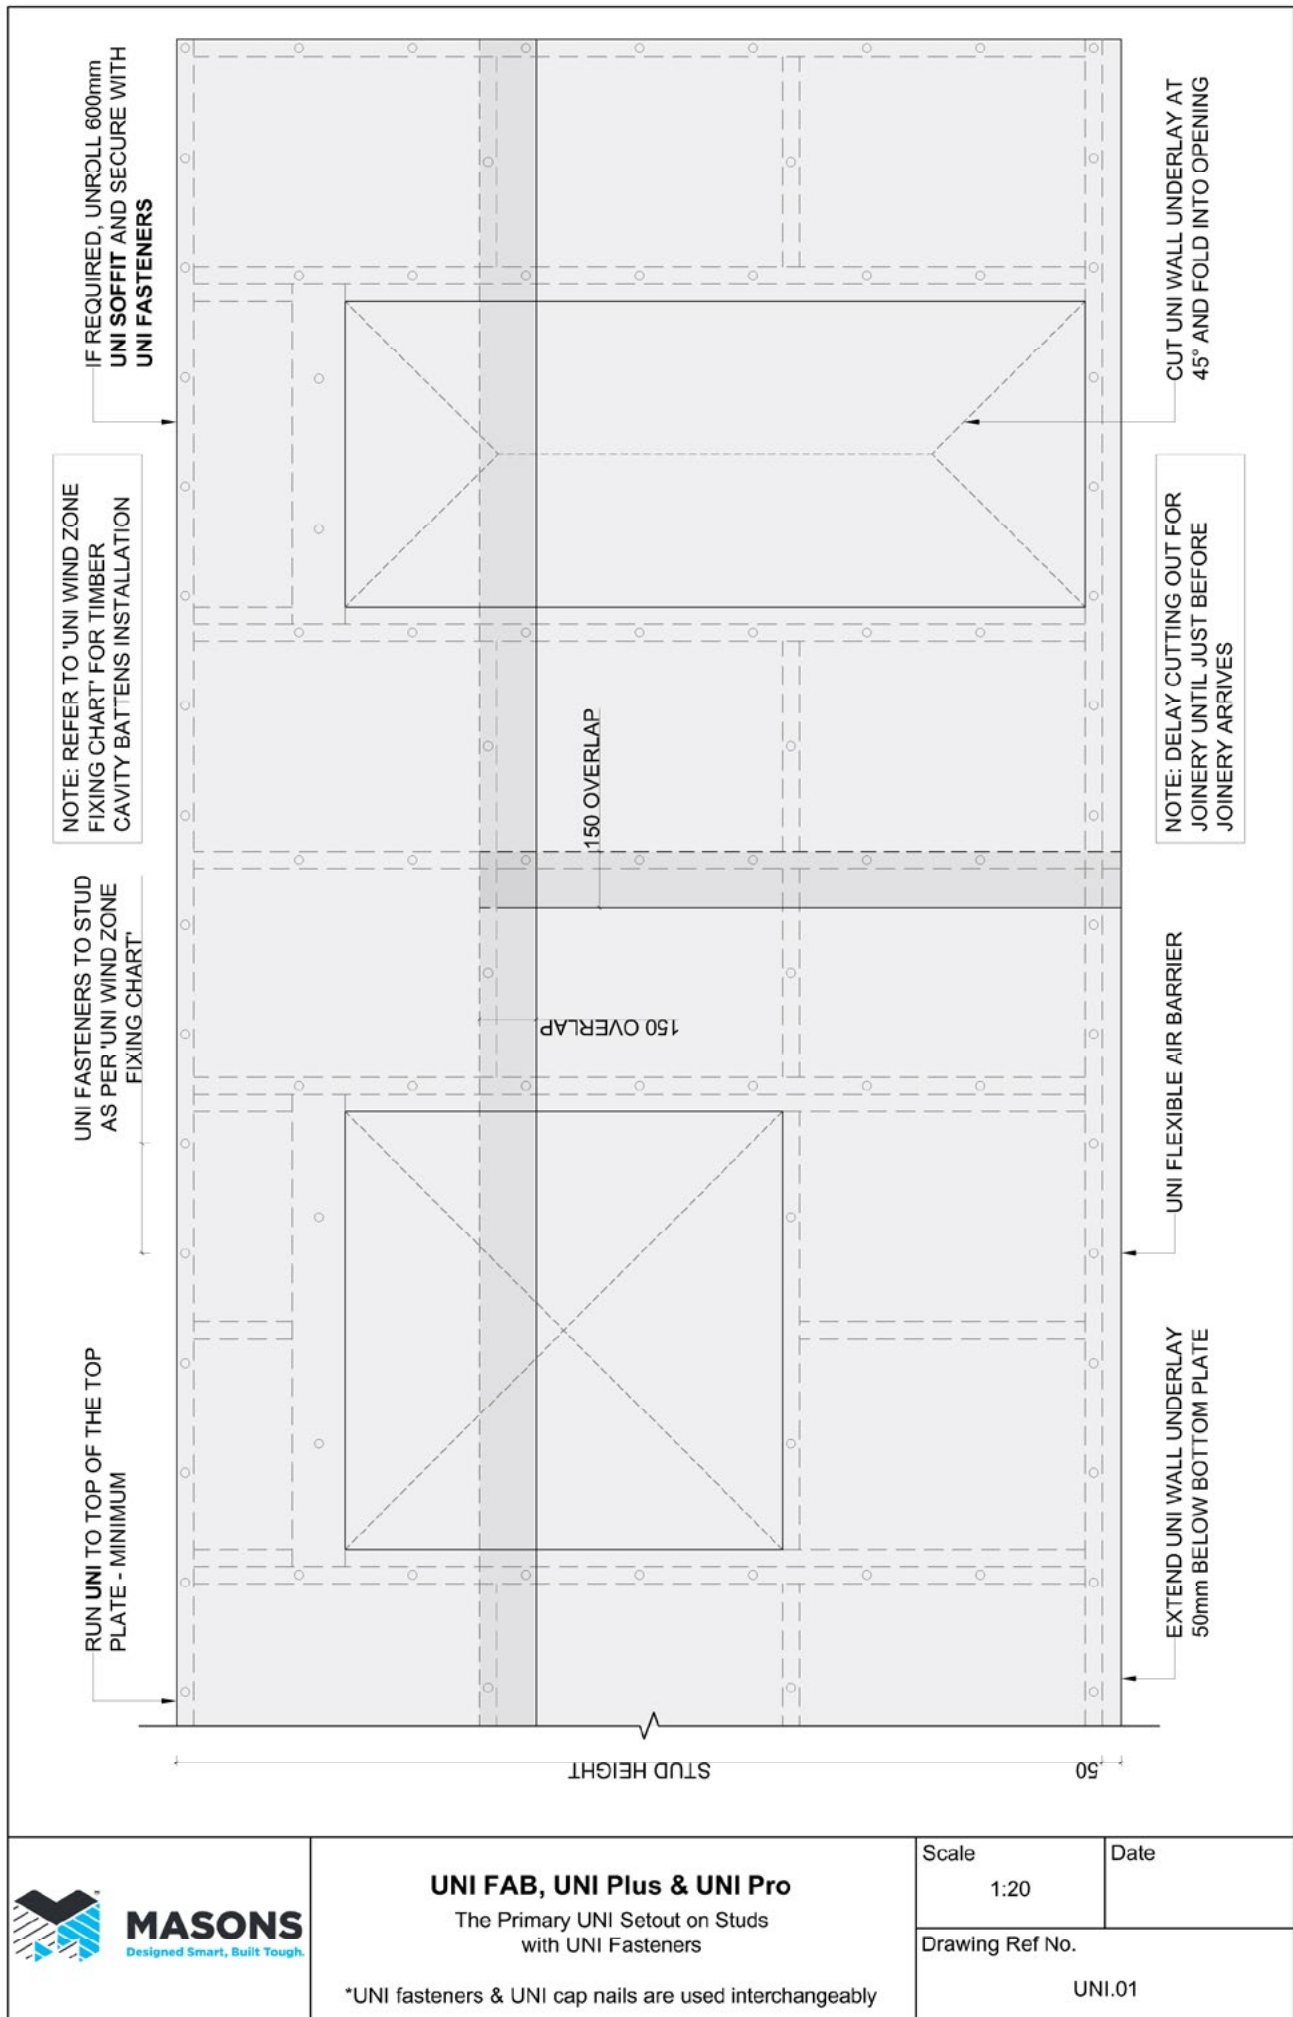 RUN UNI TO TOP OF THE TOP
PLATE - MINIMUM
UNI FASTENERS TO STUD
AS PER 'UNI WIND ZONE
FIXING CHART'
NOTE: REFER TO 'UNI WIND ZONE
FIXING CHART' FOR TIMBER
CAVITY BATTENS INSTALLATION
IF REQUIRED, UNROLL 600mm
UNI SOFFIT AND SECURE WITH
UNI FASTENERS
150 OVERLAP
150 OVERLAP
STUD HEIGHT
50
EXTEND UNI WALL UNDERLAY
50mm BELOW BOTTOM PLATE
UNI FLEXIBLE AIR BARRIER
NOTE: DELAY CUTTING OUT FOR
JOINERY UNTIL JUST BEFORE
JOINERY ARRIVES
CUT UNI WALL UNDERLAY AT
45° AND FOLD INTO OPENING
MASONS
Designed Smart, Built Tough.
UNI FAB, UNI Plus & UNI Pro
The Primary UNI Setout on Studs
with UNI Fasteners
*UNI fasteners & UNI cap nails are used interchangeably
Scale
1:20
Date
Drawing Ref No.
UNI.01